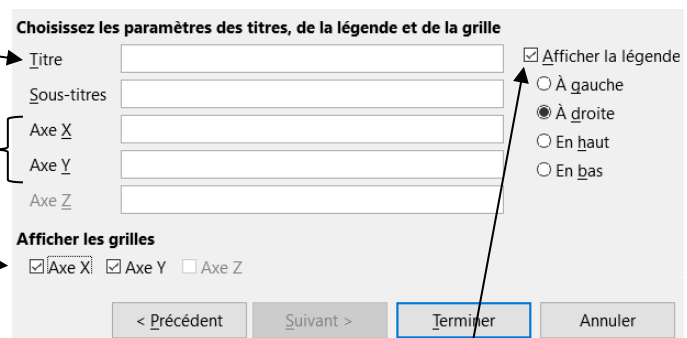 Choisissez les paramètres des titres, de la légende et de la grille
Titre
Sous-titres
Axe X
Axe Y
Axe Z
Afficher la légende
À gauche
À droite
En haut
En bas
Afficher les grilles
Axe X Axe Y Axe Z
< Précédent Suivant > Terminer Annuler